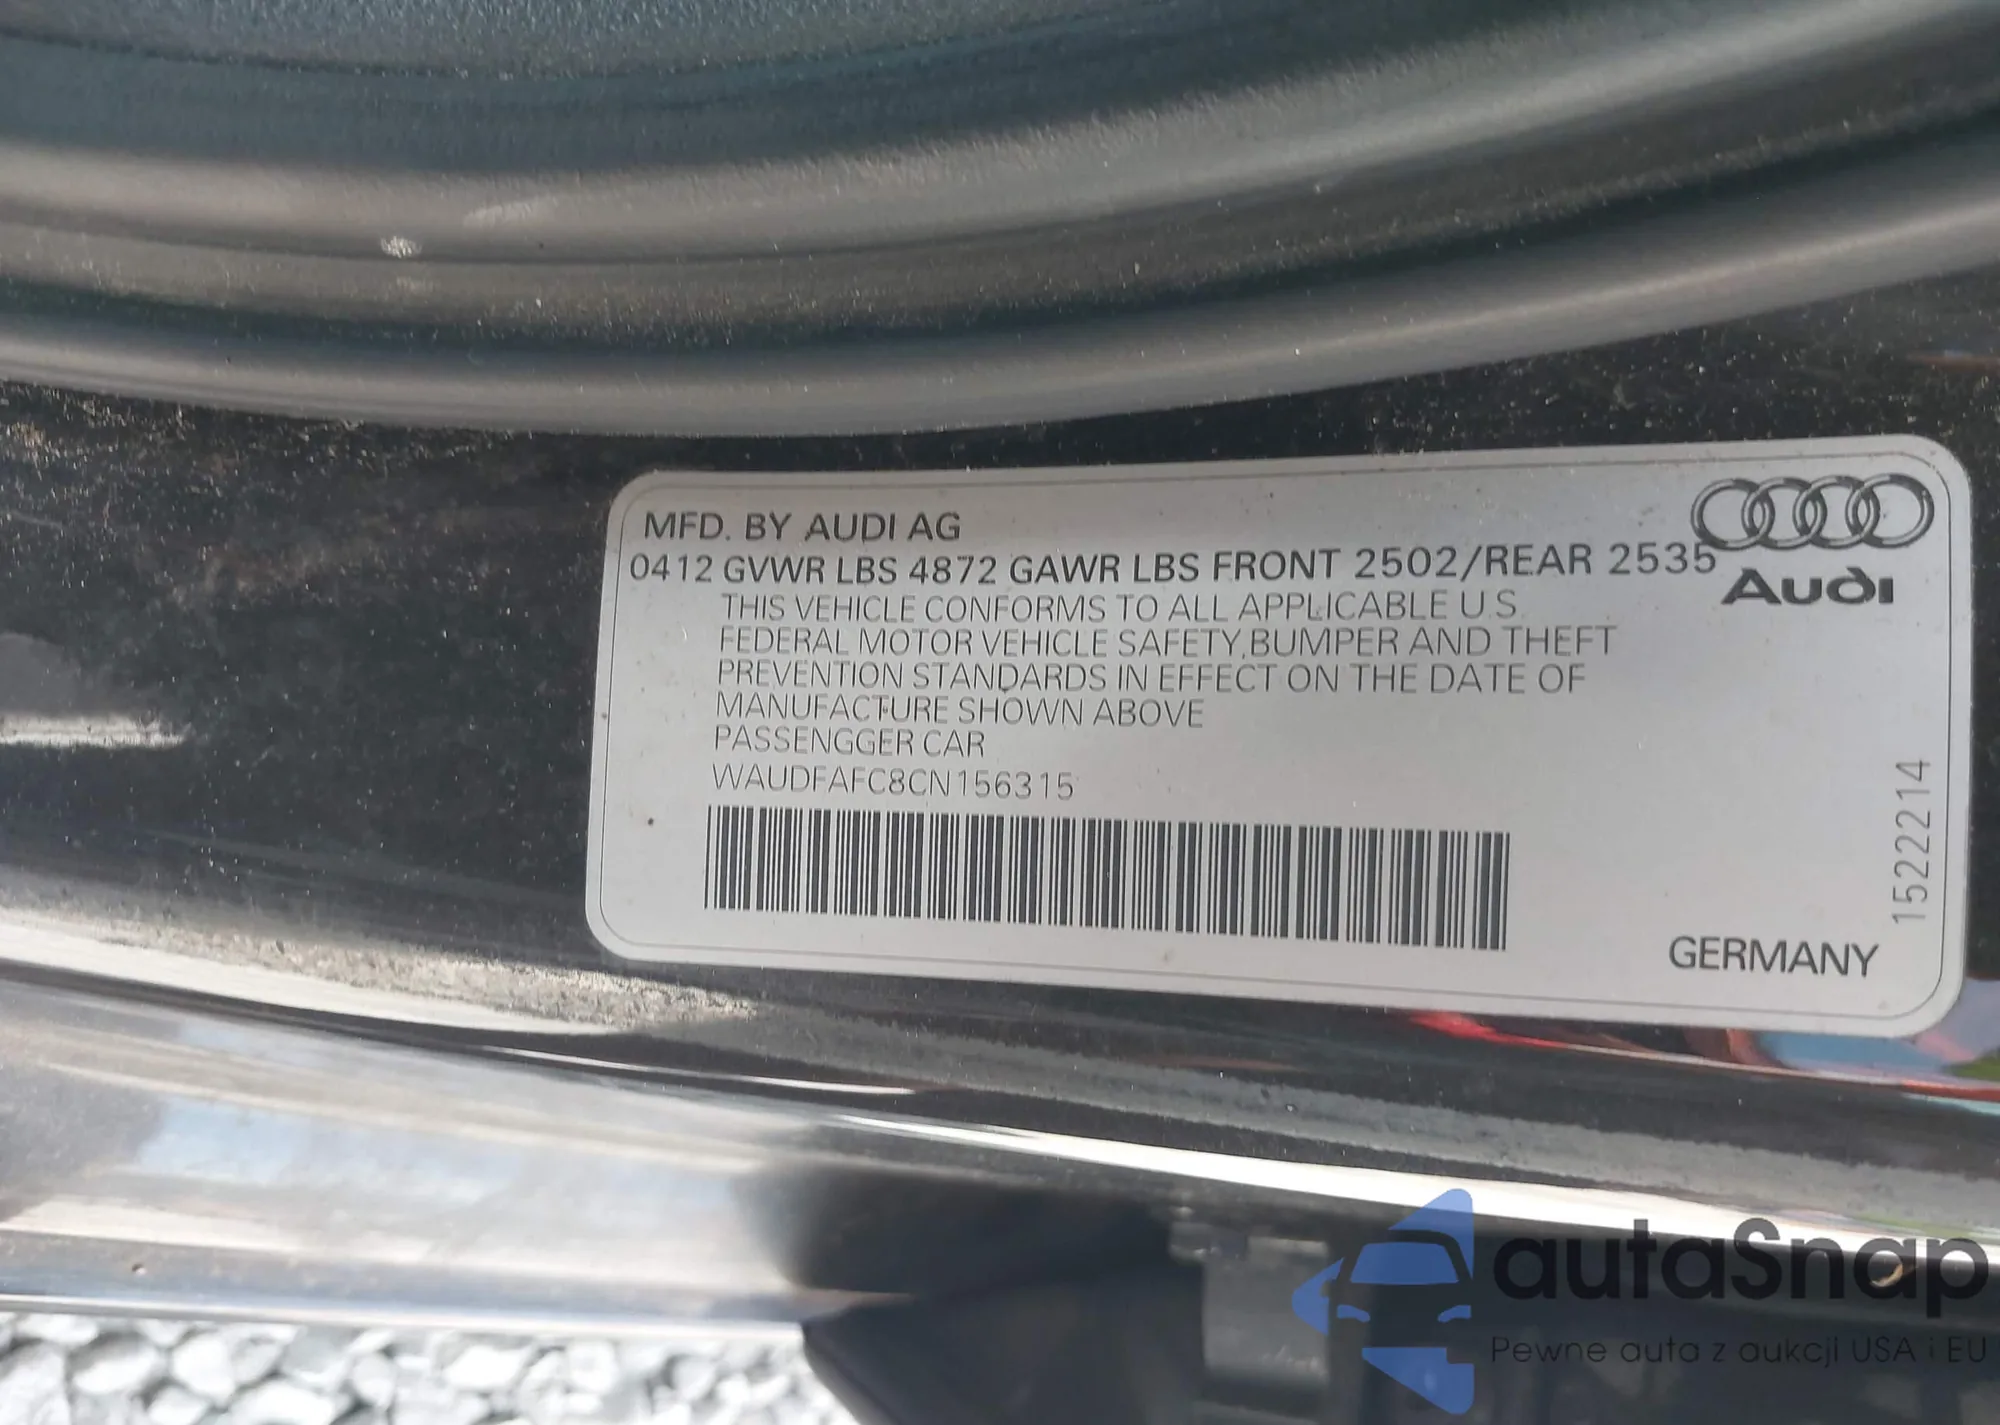 MFD. BY AUDI AG
0412 GVWR LBS 4872 GAWR LBS FRONT 2502/REAR 2535
Audi
THIS VEHICLE CONFORMS TO ALL APPLICABLE U.S.
FEDERAL MOTOR VEHICLE SAFETY,BUMPER AND THEFT
PREVENTION STANDARDS IN EFFECT ON THE DATE OF
MANUFACTURE SHOWN ABOVE
PASSENGGER CAR
WAUDFAFC8CN156315
1522214
GERMANY
autaSnap
Pewne auta z aukcji USA i EU